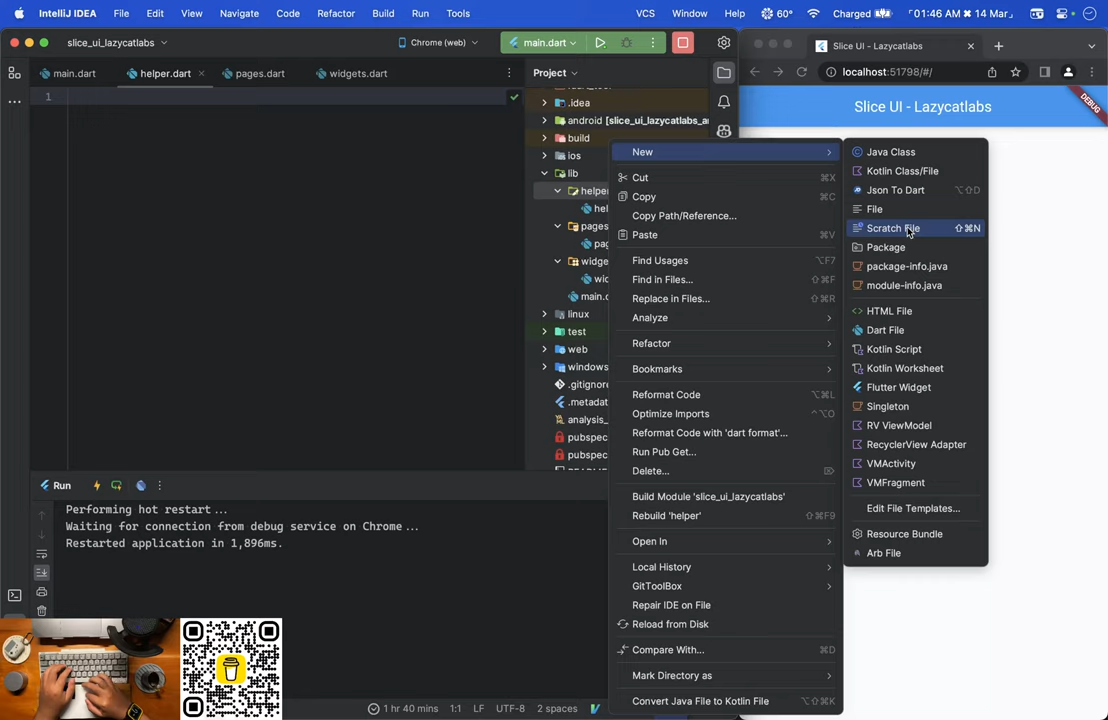 IntelliJ IDEA File Edit View Navigate Code Refactor Build Run Tools VCS Window Help 60° Charged 01:46 AM ✖ 14 Mar
slice_ui_lazycatlabs Chrome (web) main.dart
Slice UI - Lazycatlabs
main.dart helper.dart pages.dart widgets.dart
Project
localhost:51798/#/
1
Slice UI - Lazycatlabs
DEBUG
.idea
android [slice_ui_lazycatlabs_a
build
ios
lib
helper
hel
pages
pag
widge
wid
main.d
linux
test
web
windows
.gitignore
.metadat
analysis_
pubspec
pubspec
New
Cut ⌘X
Copy ⌘C
Copy Path/Reference...
Paste ⌘V
Find Usages ⌥F7
Find in Files... ⇧⌘F
Replace in Files... ⇧⌘R
Analyze
Refactor
Bookmarks
Reformat Code ⌥⌘L
Optimize Imports ^⌥O
Reformat Code with 'dart format'...
Run Pub Get...
Delete... ⌦
Build Module 'slice_ui_lazycatlabs'
Rebuild 'helper' ⇧⌘F9
Open In
Local History
GitToolBox
Repair IDE on File
Reload from Disk
Compare With... ⌘D
Mark Directory as
Convert Java File to Kotlin File ⌥⇧⌘K
Java Class
Kotlin Class/File
Json To Dart ⌥⇧D
File
Scratch File ⇧⌘N
Package
package-info.java
module-info.java
HTML File
Dart File
Kotlin Script
Kotlin Worksheet
Flutter Widget
Singleton
RV ViewModel
RecyclerView Adapter
VMActivity
VMFragment
Edit File Templates...
Resource Bundle
Arb File
Run
Performing hot restart...
Waiting for connection from debug service on Chrome...
Restarted application in 1,896ms.
1 hr 40 mins 1:1 LF UTF-8 2 spaces